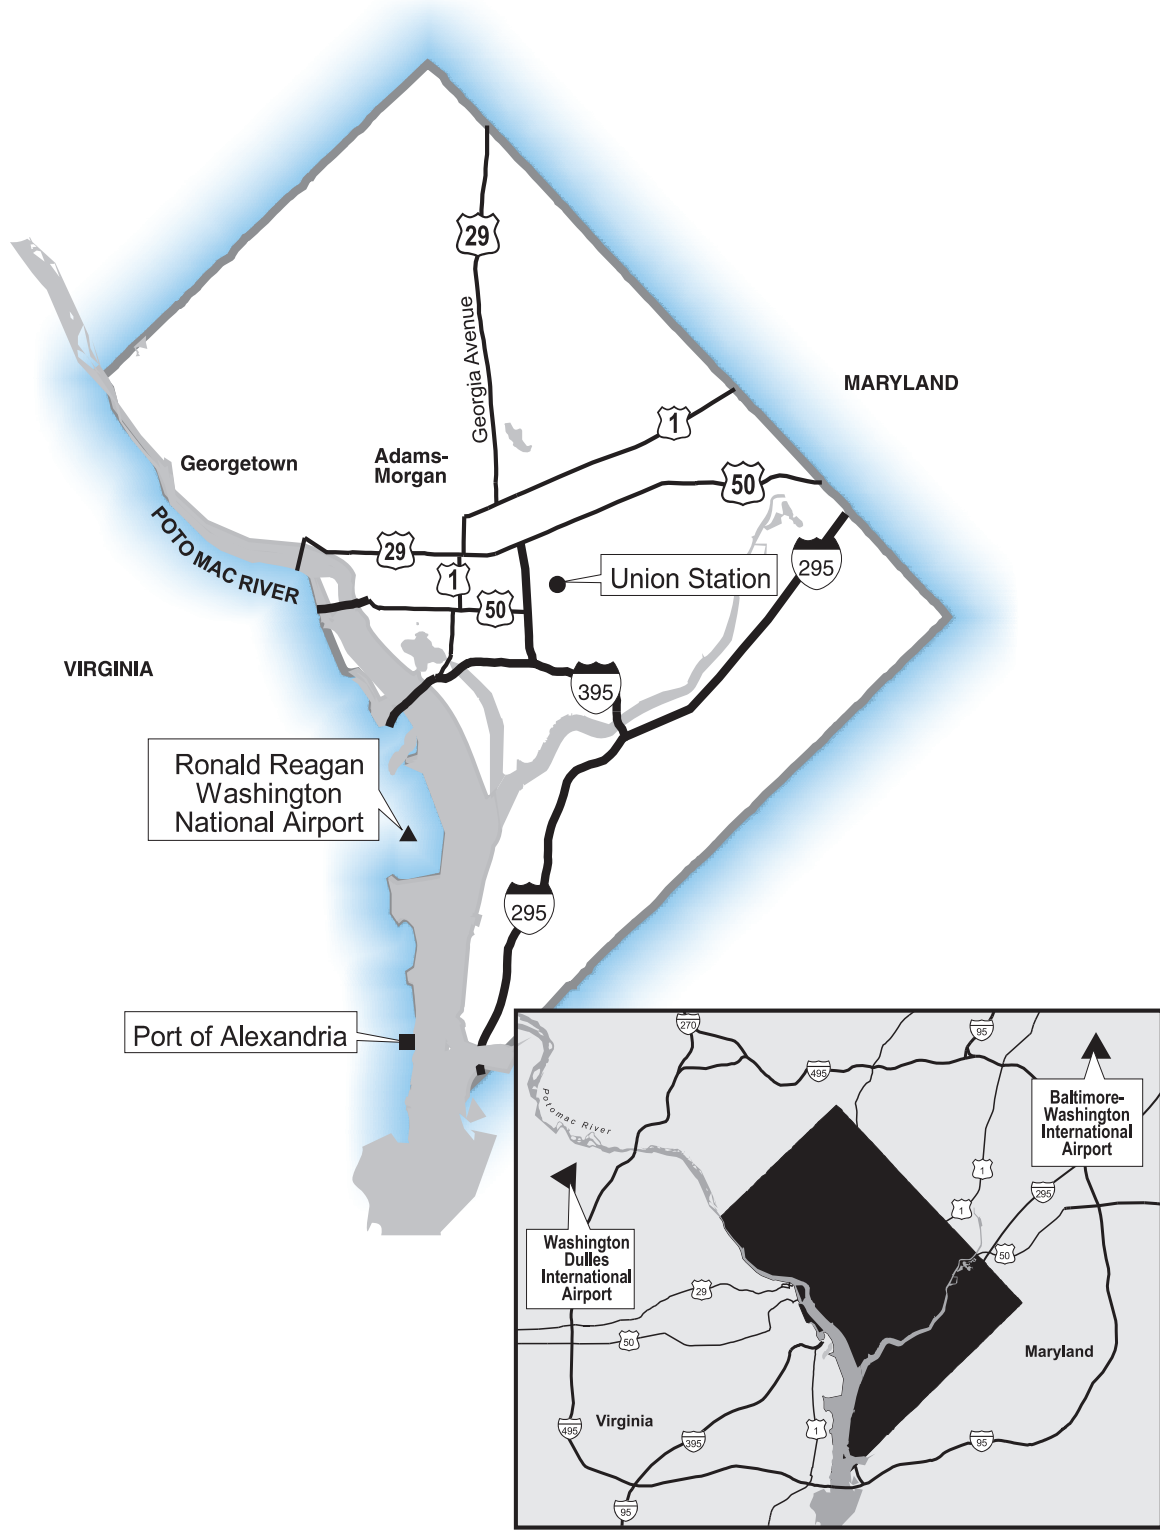 29
Georgia Avenue
MARYLAND
1
Adams-
Morgan
Georgetown
50
POTOMAC RIVER
29
295
1
Union Station
50
VIRGINIA
395
Ronald Reagan
Washington
National Airport
295
Port of Alexandria
270
95
495
Baltimore-
Washington
International
Airport
Potomac River
1
295
1
Washington
Dulles
International
Airport
50
29
50
Maryland
Virginia
495
1
395
95
95